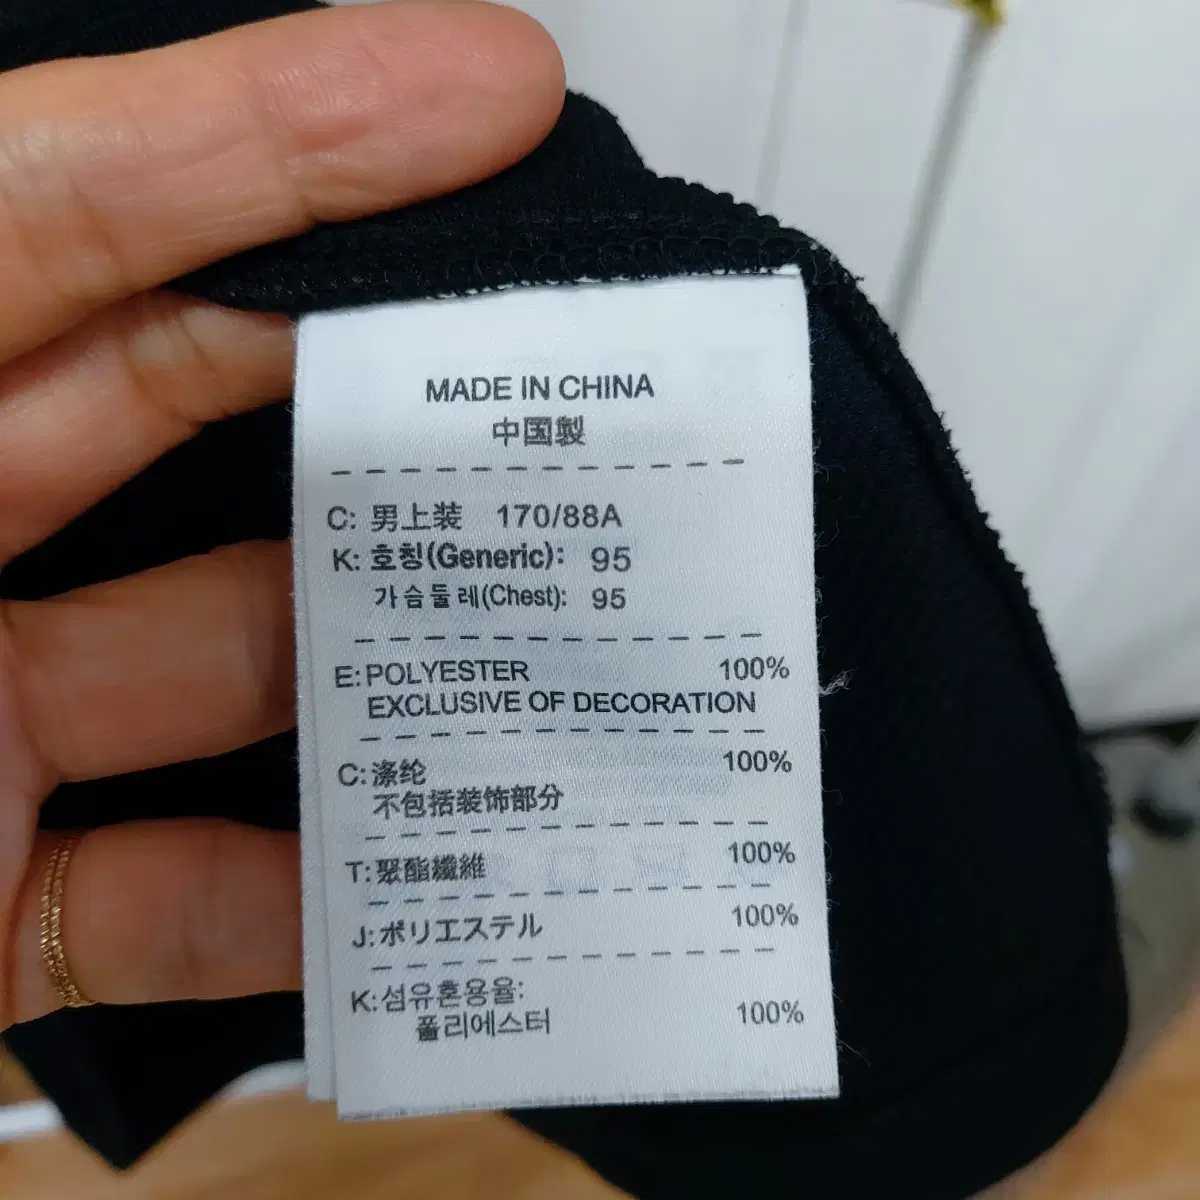 MADE IN CHINA
中国製
C: 男上装 170/88A
K: 호칭(Generic): 95
가슴둘레(Chest): 95
E: POLYESTER 100%
EXCLUSIVE OF DECORATION
C: 涤纶 100%
不包括装饰部分
T: 聚酯纖維 100%
J: ポリエステル 100%
K: 섬유혼용율:
폴리에스터 100%